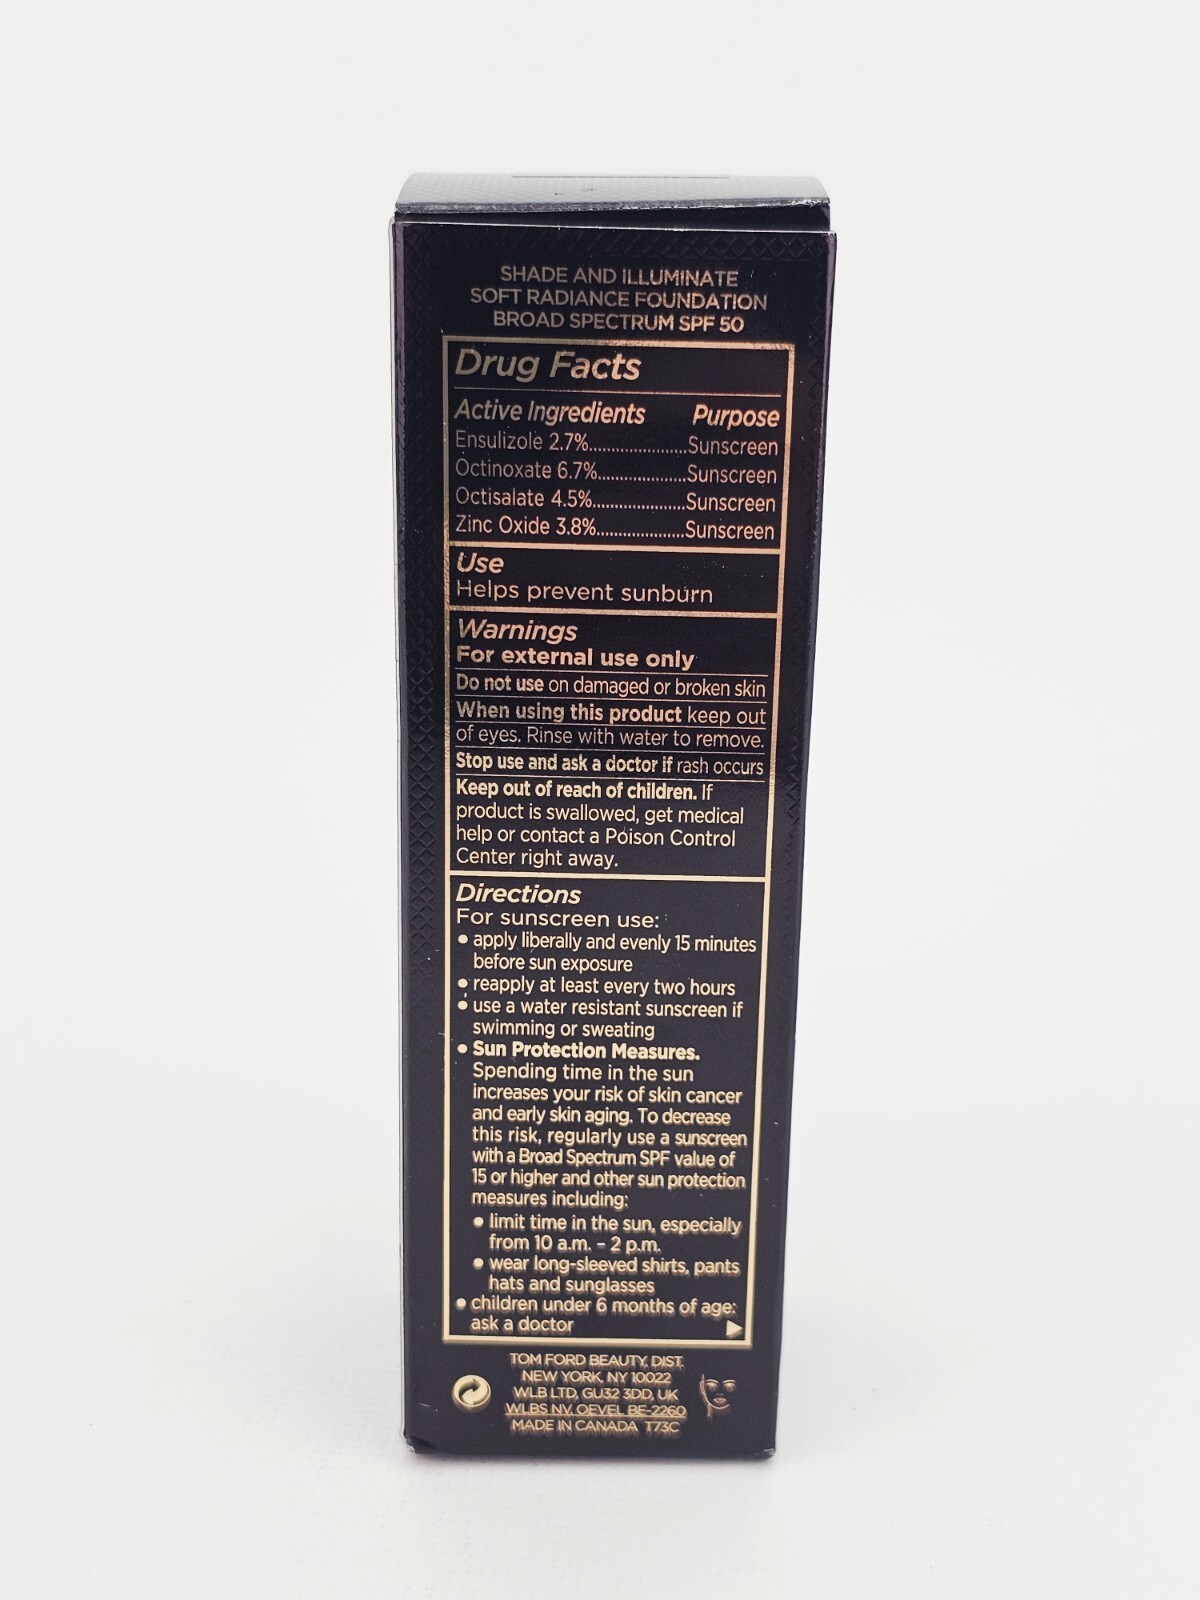 SHADE AND ILLUMINATE
SOFT RADIANCE FOUNDATION
BROAD SPECTRUM SPF 50
Drug Facts
Active Ingredients Purpose
Ensulizole 2.7%......................Sunscreen
Octinoxate 6.7%....................Sunscreen
Octisalate 4.5%.....................Sunscreen
Zinc Oxide 3.8%....................Sunscreen
Use
Helps prevent sunburn
Warnings
For external use only
Do not use on damaged or broken skin
When using this product keep out
of eyes. Rinse with water to remove.
Stop use and ask a doctor if rash occurs
Keep out of reach of children. If
product is swallowed, get medical
help or contact a Poison Control
Center right away.
Directions
For sunscreen use:
• apply liberally and evenly 15 minutes
before sun exposure
• reapply at least every two hours
• use a water resistant sunscreen if
swimming or sweating
• Sun Protection Measures.
Spending time in the sun
increases your risk of skin cancer
and early skin aging. To decrease
this risk, regularly use a sunscreen
with a Broad Spectrum SPF value of
15 or higher and other sun protection
measures including:
• limit time in the sun, especially
from 10 a.m. – 2 p.m.
• wear long-sleeved shirts, pants
hats and sunglasses
• children under 6 months of age:
ask a doctor
TOM FORD BEAUTY, DIST.
NEW YORK, NY 10022
WLB LTD, GU32 3DD, UK
WLBS NV, OEVEL BE-2260
MADE IN CANADA T73C